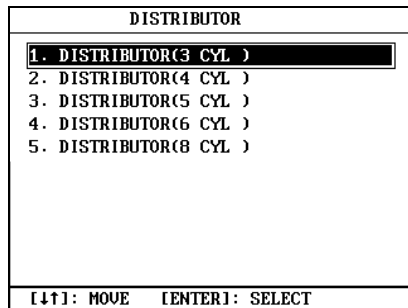 DISTRIBUTOR
1. DISTRIBUTOR(3 CYL )
2. DISTRIBUTOR(4 CYL )
3. DISTRIBUTOR(5 CYL )
4. DISTRIBUTOR(6 CYL )
5. DISTRIBUTOR(8 CYL )
[↓↑]: MOVE [ENTER]: SELECT